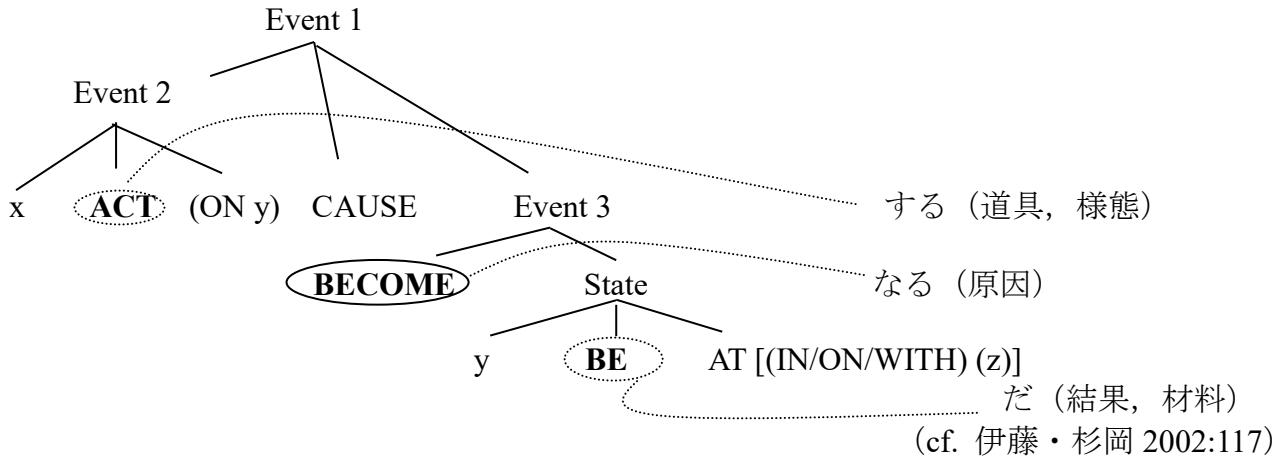 Event 1
Event 2
x ACT (ON y) CAUSE Event 3 する（道具，様態）
BECOME State なる（原因）
y BE AT [(IN/ON/WITH) (z)]
だ（結果，材料）
（cf. 伊藤・杉岡 2002:117）